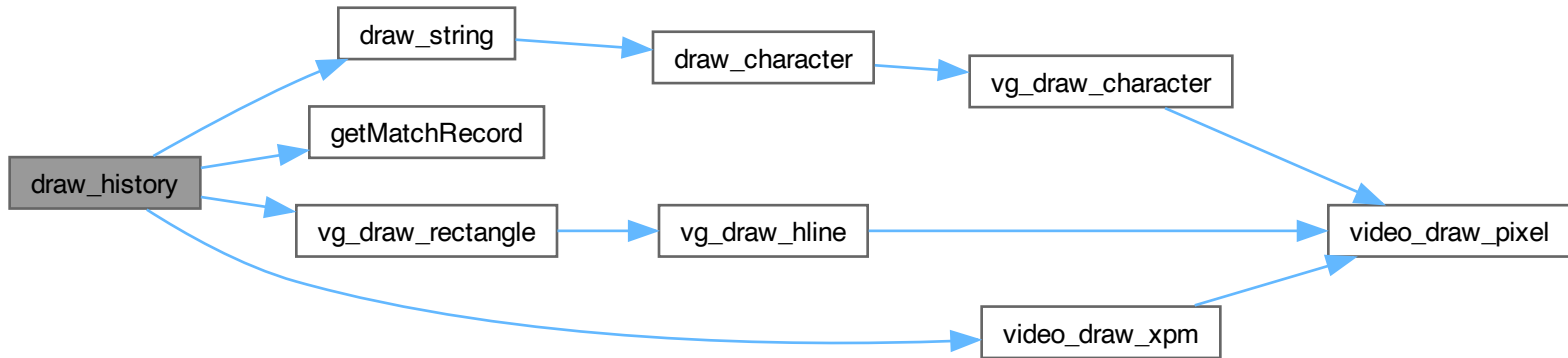 draw_string
draw_character
vg_draw_character
getMatchRecord
draw_history
vg_draw_rectangle
vg_draw_hline
video_draw_pixel
video_draw_xpm